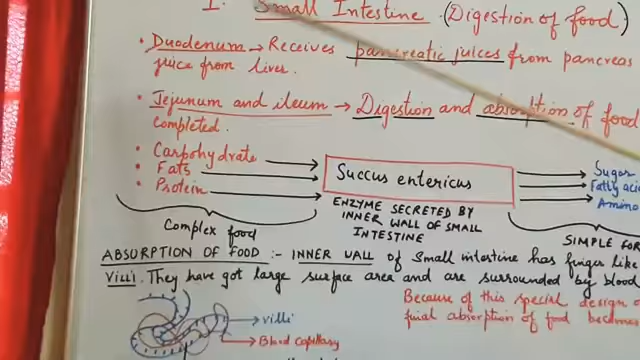 I. Small Intestine (Digestion of food)
• Duodenum → Receives pancreatic juices from pancreas
juice from liver.
• Jejunum and ileum → Digestion and absorption of food
completed.
• Carbohydrate
• Fats
• Protein
Complex food
Succus entericus
ENZYME SECRETED BY
INNER WALL OF SMALL
INTESTINE
Sugar
Fatty acid
Amino
SIMPLE FOR
ABSORPTION OF FOOD :- INNER WALL of Small intestine has finger like
Villi. They have got large surface area and are surrounded by blood
Because of this special design o
final absorption of food becomes
villi
Blood capillary